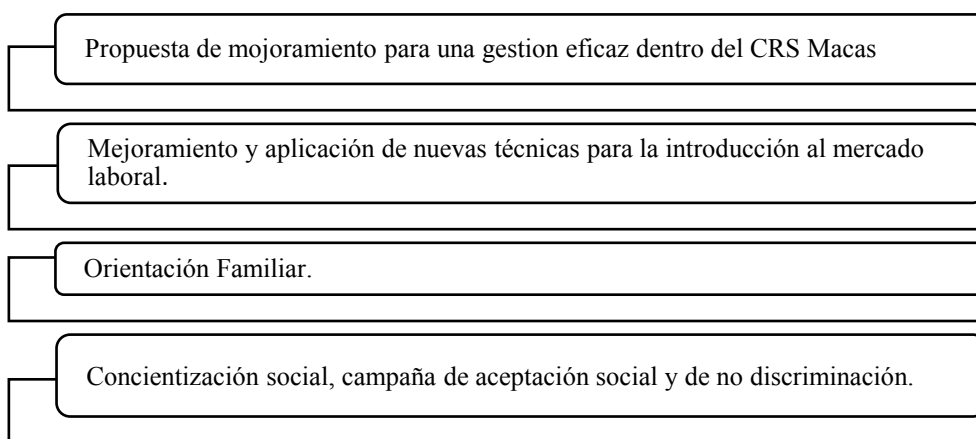 Propuesta de mojoramiento para una gestion eficaz dentro del CRS Macas
Mejoramiento y aplicación de nuevas técnicas para la introducción al mercado
laboral.
Orientación Familiar.
Concientización social, campaña de aceptación social y de no discriminación.